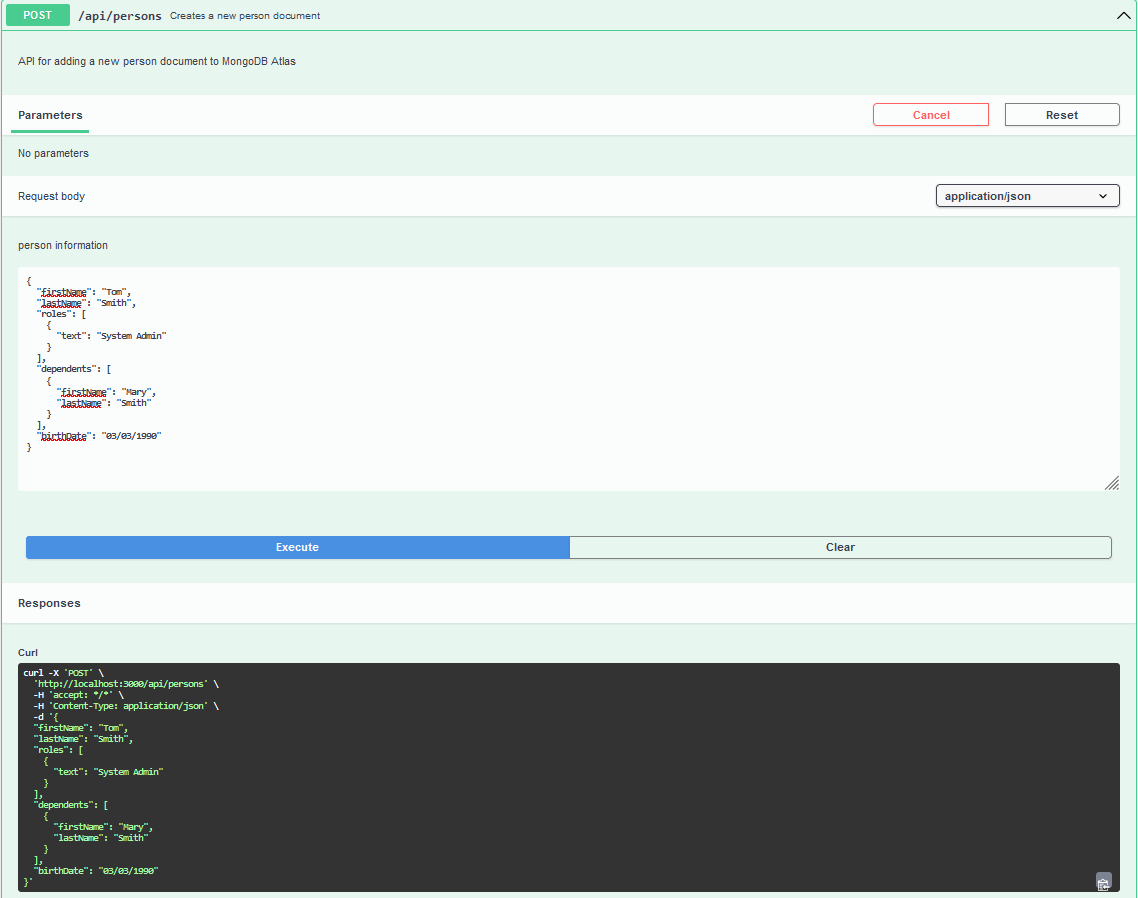 POST /api/persons Creates a new person document
API for adding a new person document to MongoDB Atlas
Parameters
Cancel
Reset
No parameters
Request body
application/json
person information
{
  "firstName": "Tom",
  "lastName": "Smith",
  "roles": [
    {
      "text": "System Admin"
    }
  ],
  "dependents": [
    {
      "firstName": "Mary",
      "lastName": "Smith"
    }
  ],
  "birthDate": "03/03/1990"
}
Execute
Clear
Responses
Curl
curl -X 'POST' \
  'http://localhost:3000/api/persons' \
  -H 'accept: */*' \
  -H 'Content-Type: application/json' \
  -d '{
  "firstName": "Tom",
  "lastName": "Smith",
  "roles": [
    {
      "text": "System Admin"
    }
  ],
  "dependents": [
    {
      "firstName": "Mary",
      "lastName": "Smith"
    }
  ],
  "birthDate": "03/03/1990"
}'